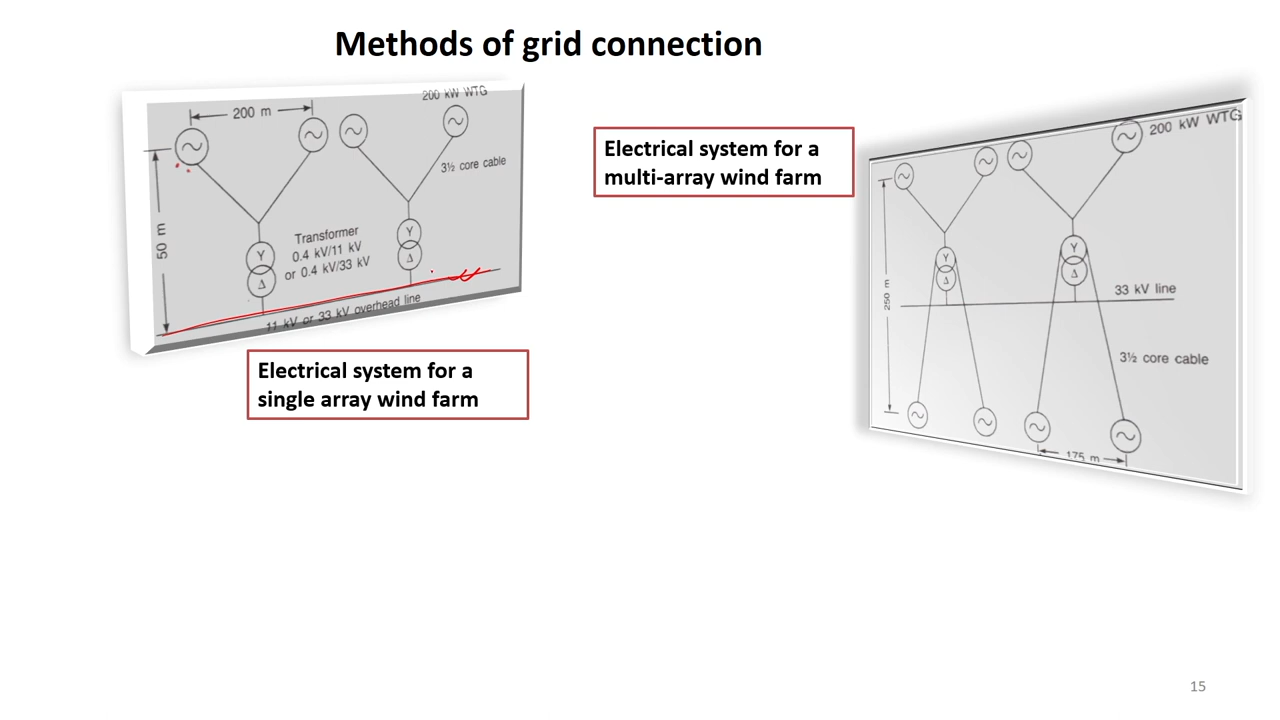 Methods of grid connection
200 m
200 kW WTG
3½ core cable
50 m
Y
Δ
Transformer
0.4 kV/11 kV
or 0.4 kV/33 kV
Y
Δ
11 kV or 33 kV overhead line
Electrical system for a
single array wind farm
Electrical system for a
multi-array wind farm
200 kW WTG
250 m
Y
Δ
Y
Δ
33 kV line
3½ core cable
175 m
15